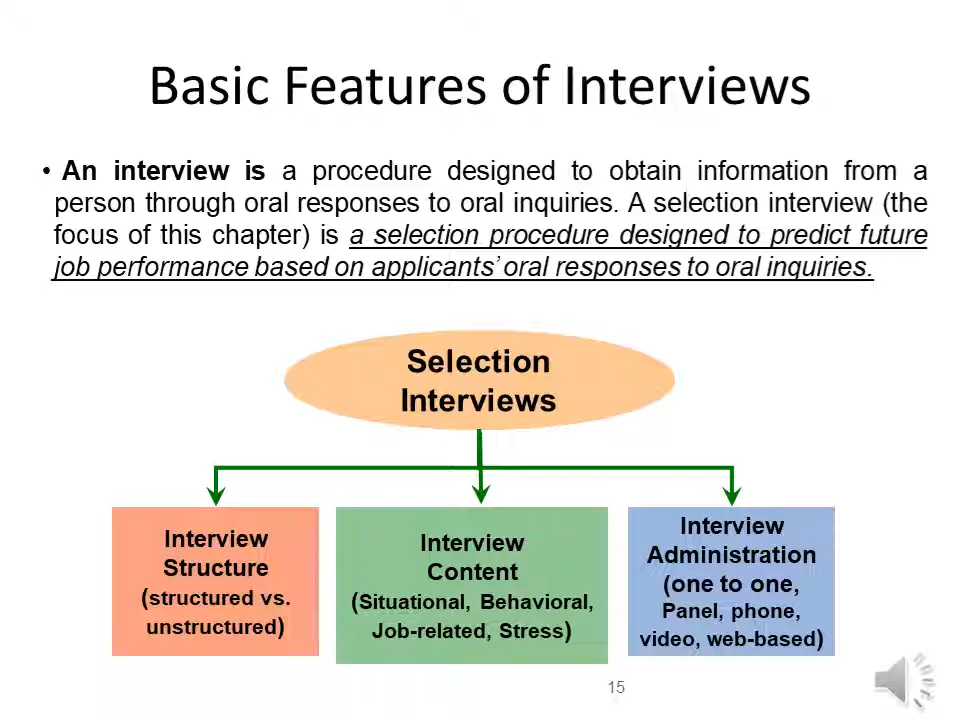 Basic Features of Interviews
• An interview is a procedure designed to obtain information from a
person through oral responses to oral inquiries. A selection interview (the
focus of this chapter) is a selection procedure designed to predict future
job performance based on applicants’ oral responses to oral inquiries.
Selection
Interviews
Interview
Structure
(structured vs.
unstructured)
Interview
Content
(Situational, Behavioral,
Job-related, Stress)
Interview
Administration
(one to one,
Panel, phone,
video, web-based)
15